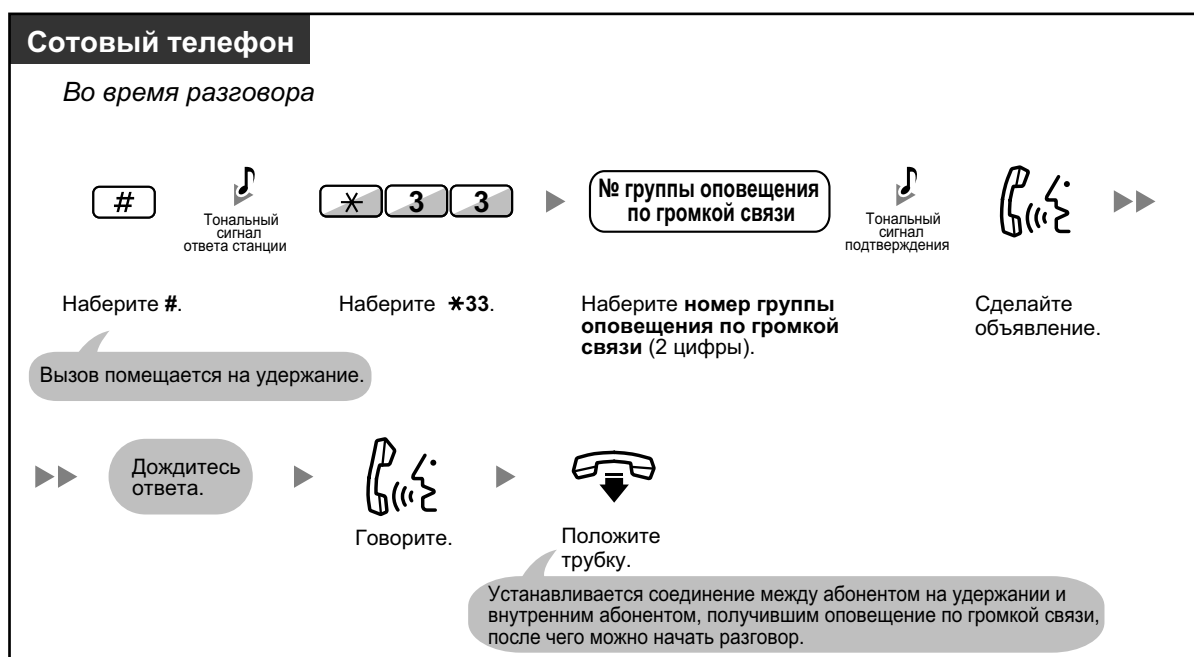 Сотовый телефон
Во время разговора
#
Тональный
сигнал
ответа станции
✳ 3 3
№ группы оповещения
по громкой связи
Тональный
сигнал
подтверждения
Наберите #.
Наберите ✳33.
Наберите номер группы
оповещения по громкой
связи (2 цифры).
Сделайте
объявление.
Вызов помещается на удержание.
Дождитесь
ответа.
Говорите.
Положите
трубку.
Устанавливается соединение между абонентом на удержании и
внутренним абонентом, получившим оповещение по громкой связи,
после чего можно начать разговор.